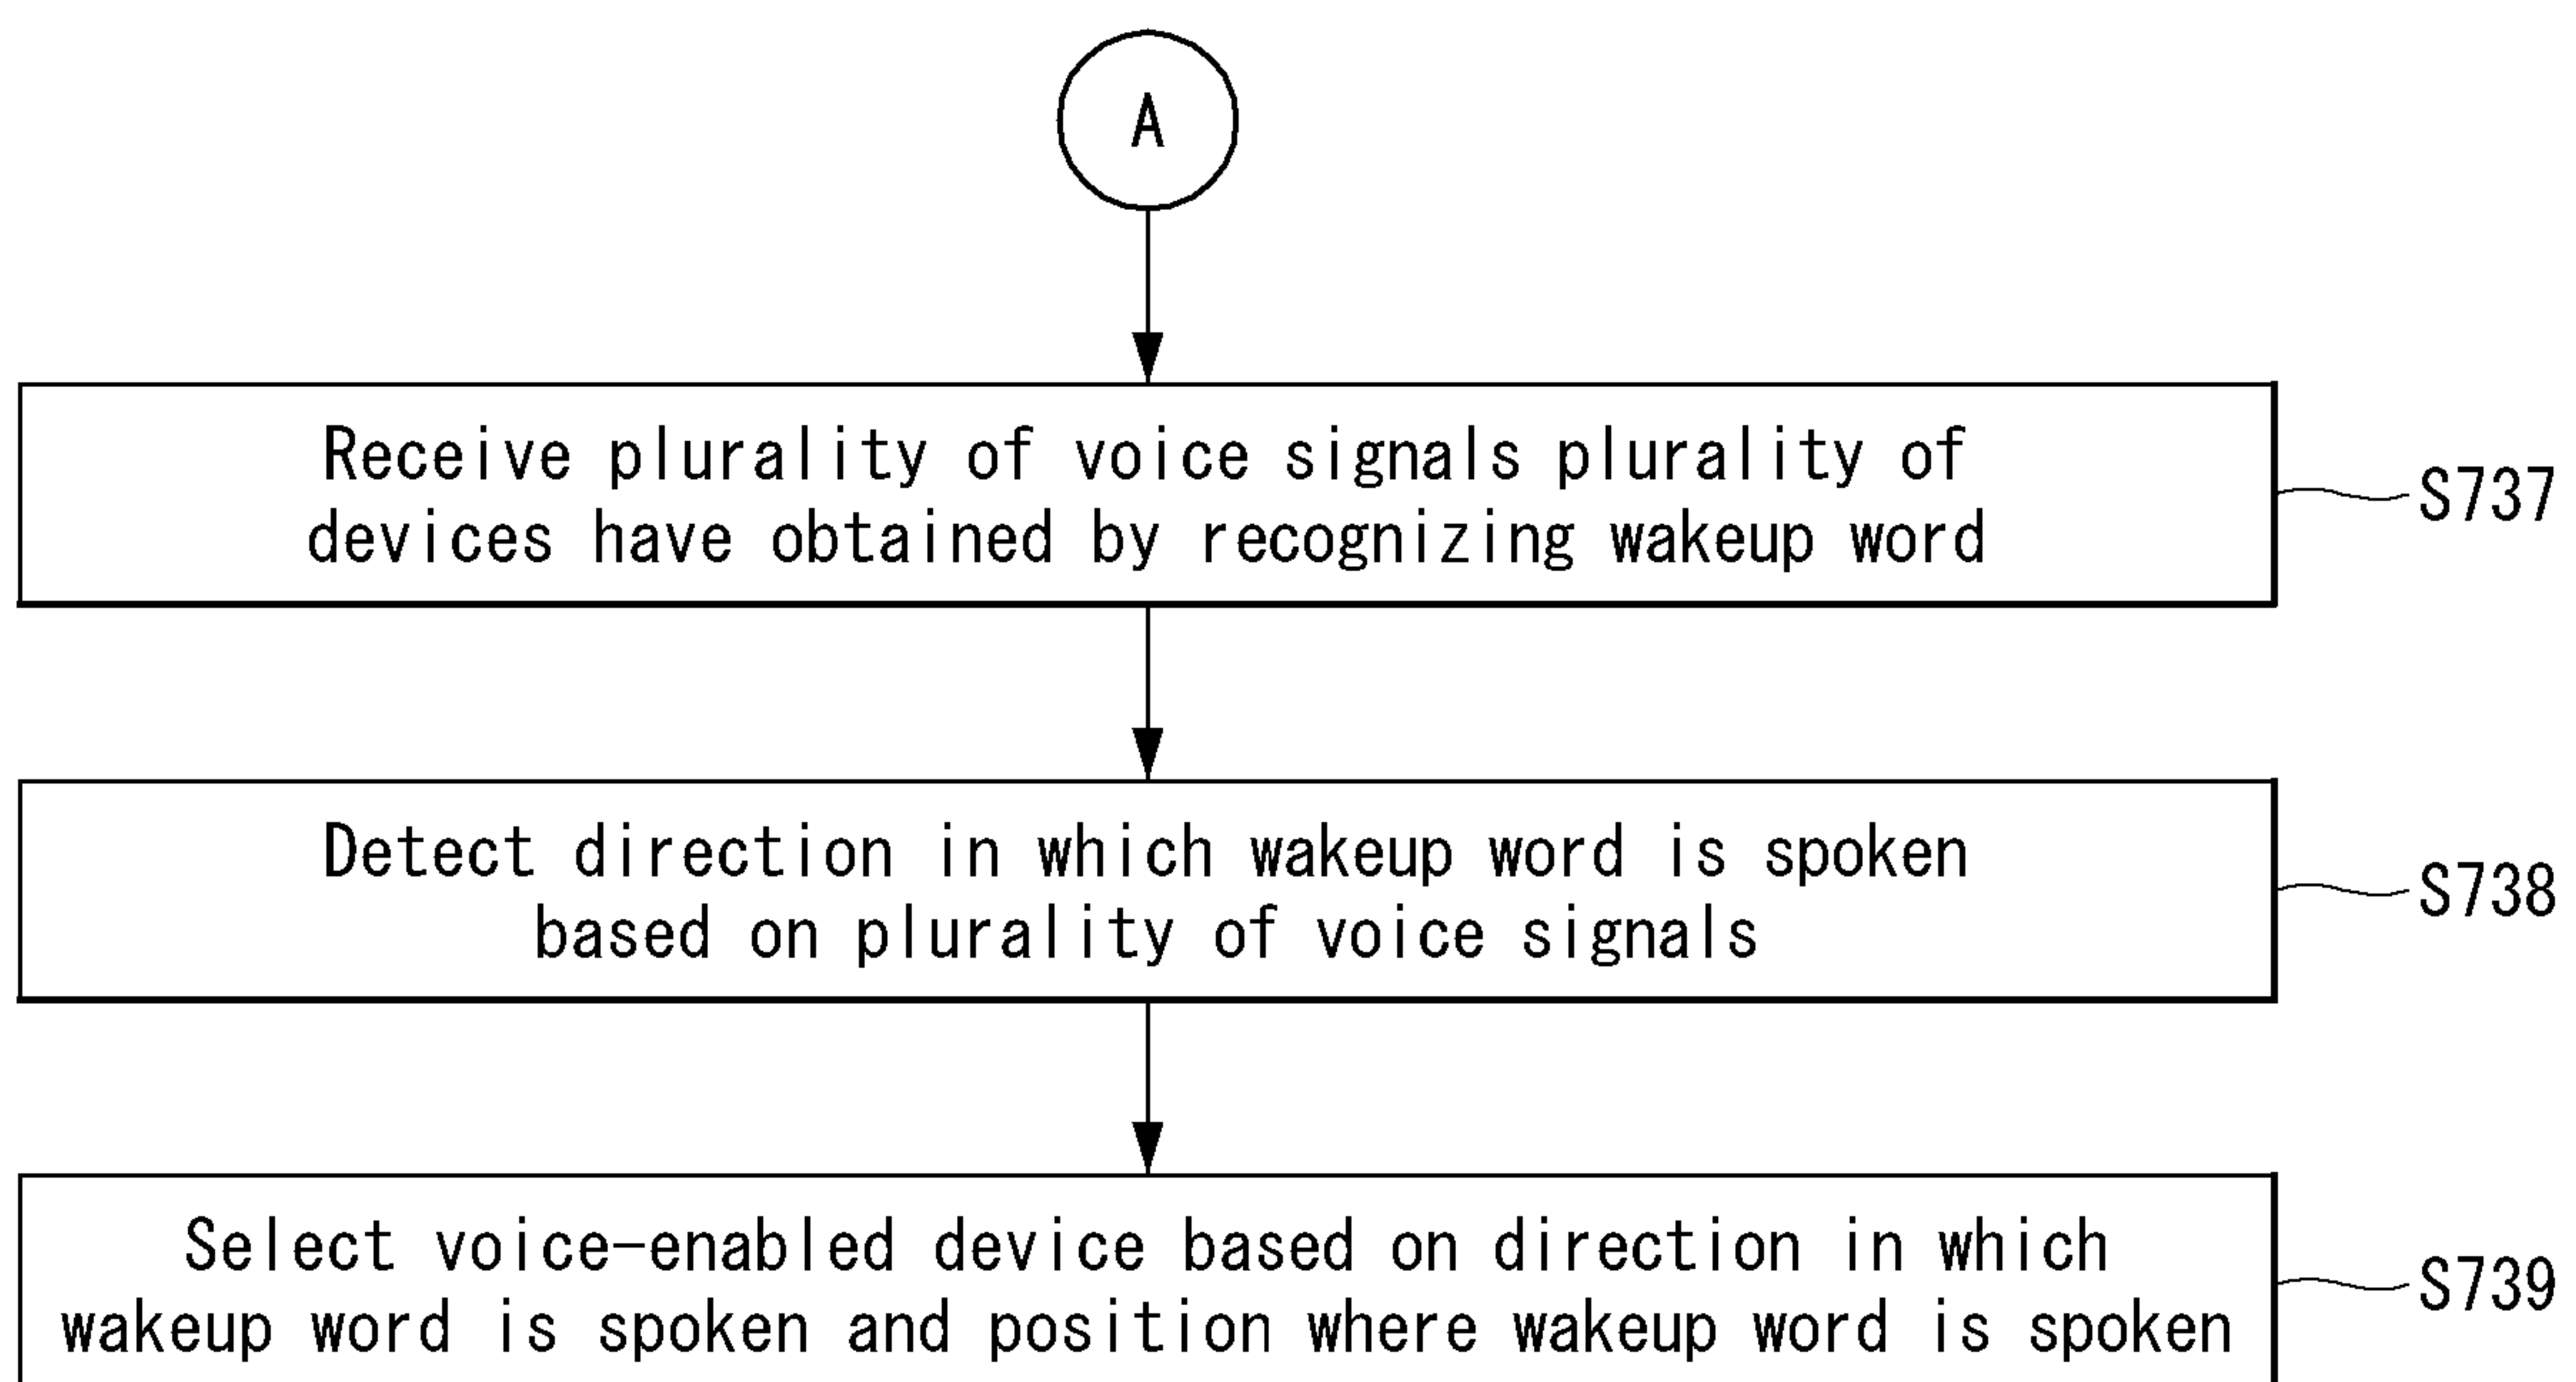 A
Receive plurality of voice signals plurality of
devices have obtained by recognizing wakeup word
S737
Detect direction in which wakeup word is spoken
based on plurality of voice signals
S738
Select voice-enabled device based on direction in which
wakeup word is spoken and position where wakeup word is spoken
S739